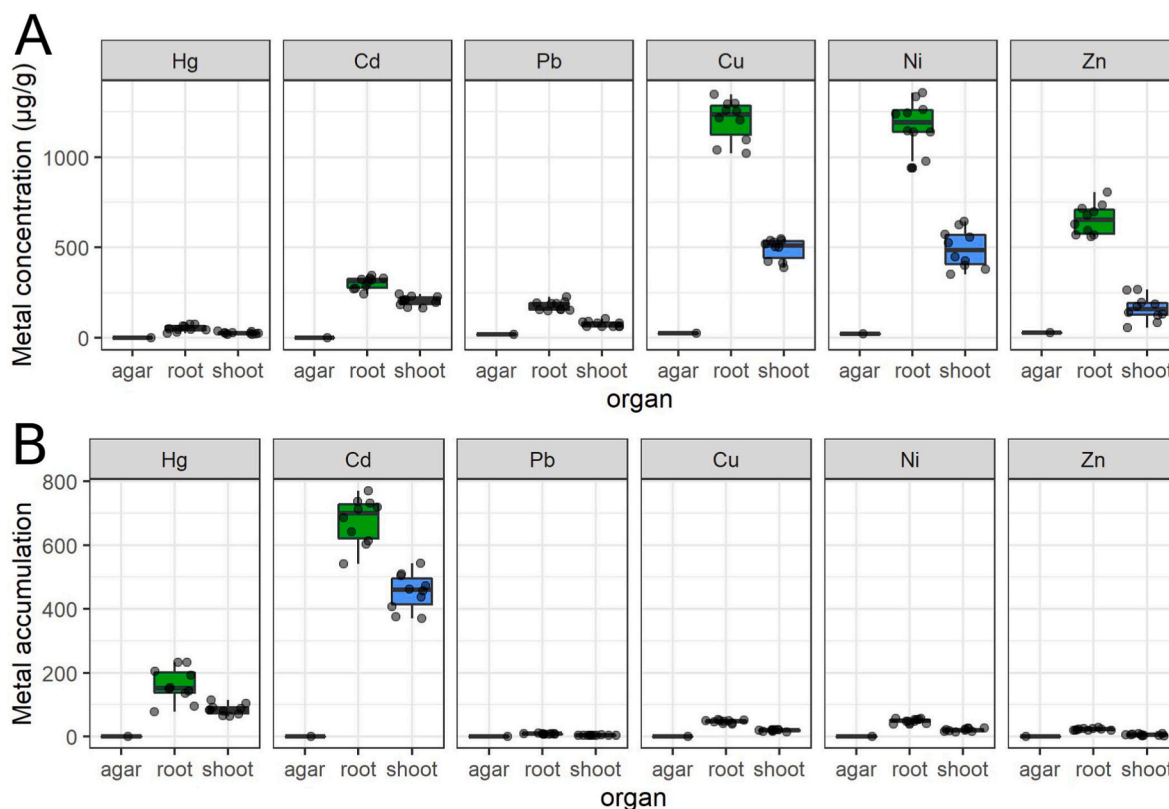 A
Hg Cd Pb Cu Ni Zn
Metal concentration (µg/g)
1000
500
0
agar root shoot agar root shoot agar root shoot agar root shoot agar root shoot agar root shoot
organ
B
Hg Cd Pb Cu Ni Zn
Metal accumulation
800
600
400
200
0
agar root shoot agar root shoot agar root shoot agar root shoot agar root shoot agar root shoot
organ